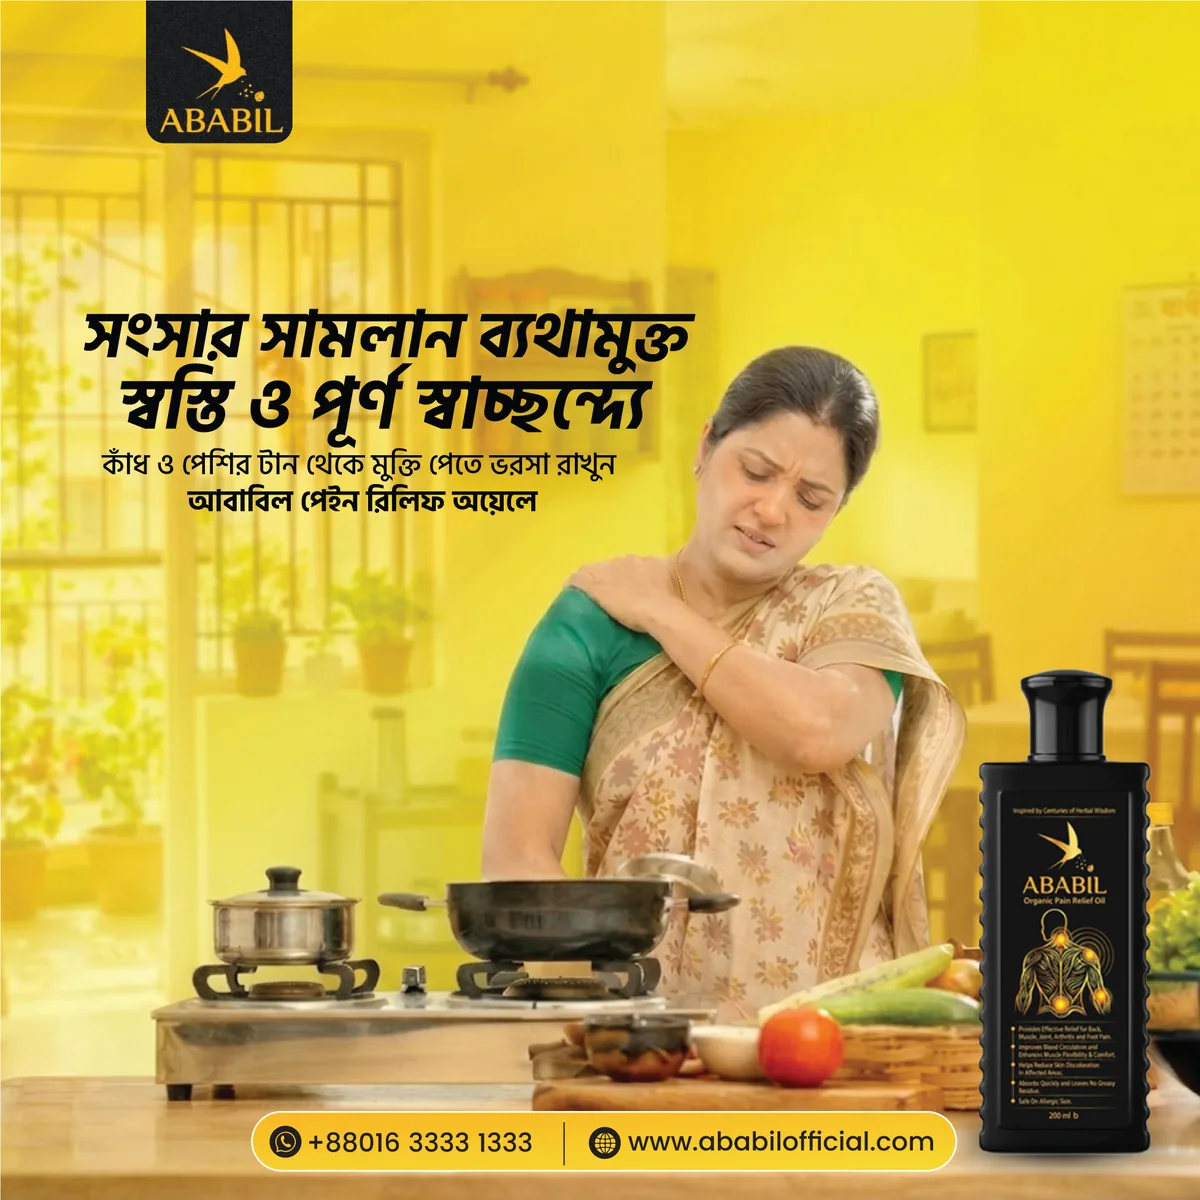 ABABIL
সংসার সামলান ব্যথামুক্ত
স্বস্তি ও পূর্ণ স্বাচ্ছন্দ্যে
কাঁধ ও পেশির টান থেকে মুক্তি পেতে ভরসা রাখুন
আবাবিল পেইন রিলিফ অয়েলে
Inspired by Centuries of Herbal Wisdom
ABABIL
Organic Pain Relief Oil
Provides Effective Relief for Back,
Muscle, Joint, Arthritis and Foot Pain.
Improves Blood Circulation and
Enhances Muscle Flexibility & Comfort.
Helps Reduce Skin Discoloration
in Affected Areas.
Absorbs Quickly and Leaves No Greasy
Residue.
Safe On Allergic Skin.
200 ml
+88016 3333 1333
www.ababilofficial.com